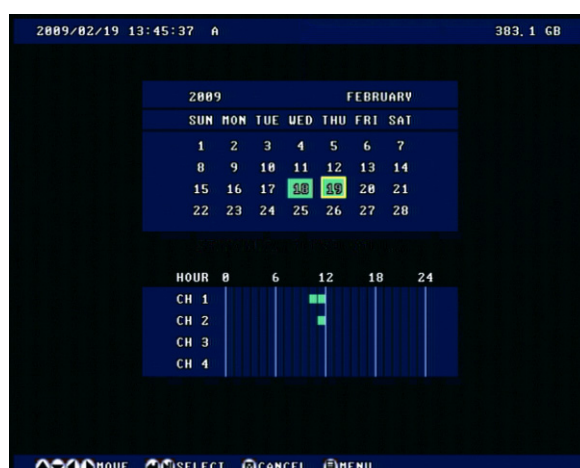 2009/02/19 13:45:37 A 383.1 GB
2009 FEBRUARY
SUN MON TUE WED THU FRI SAT
1 2 3 4 5 6 7
8 9 10 11 12 13 14
15 16 17 18 19 20 21
22 23 24 25 26 27 28
HOUR 0 6 12 18 24
CH 1
CH 2
CH 3
CH 4
MOVE SELECT CANCEL MENU